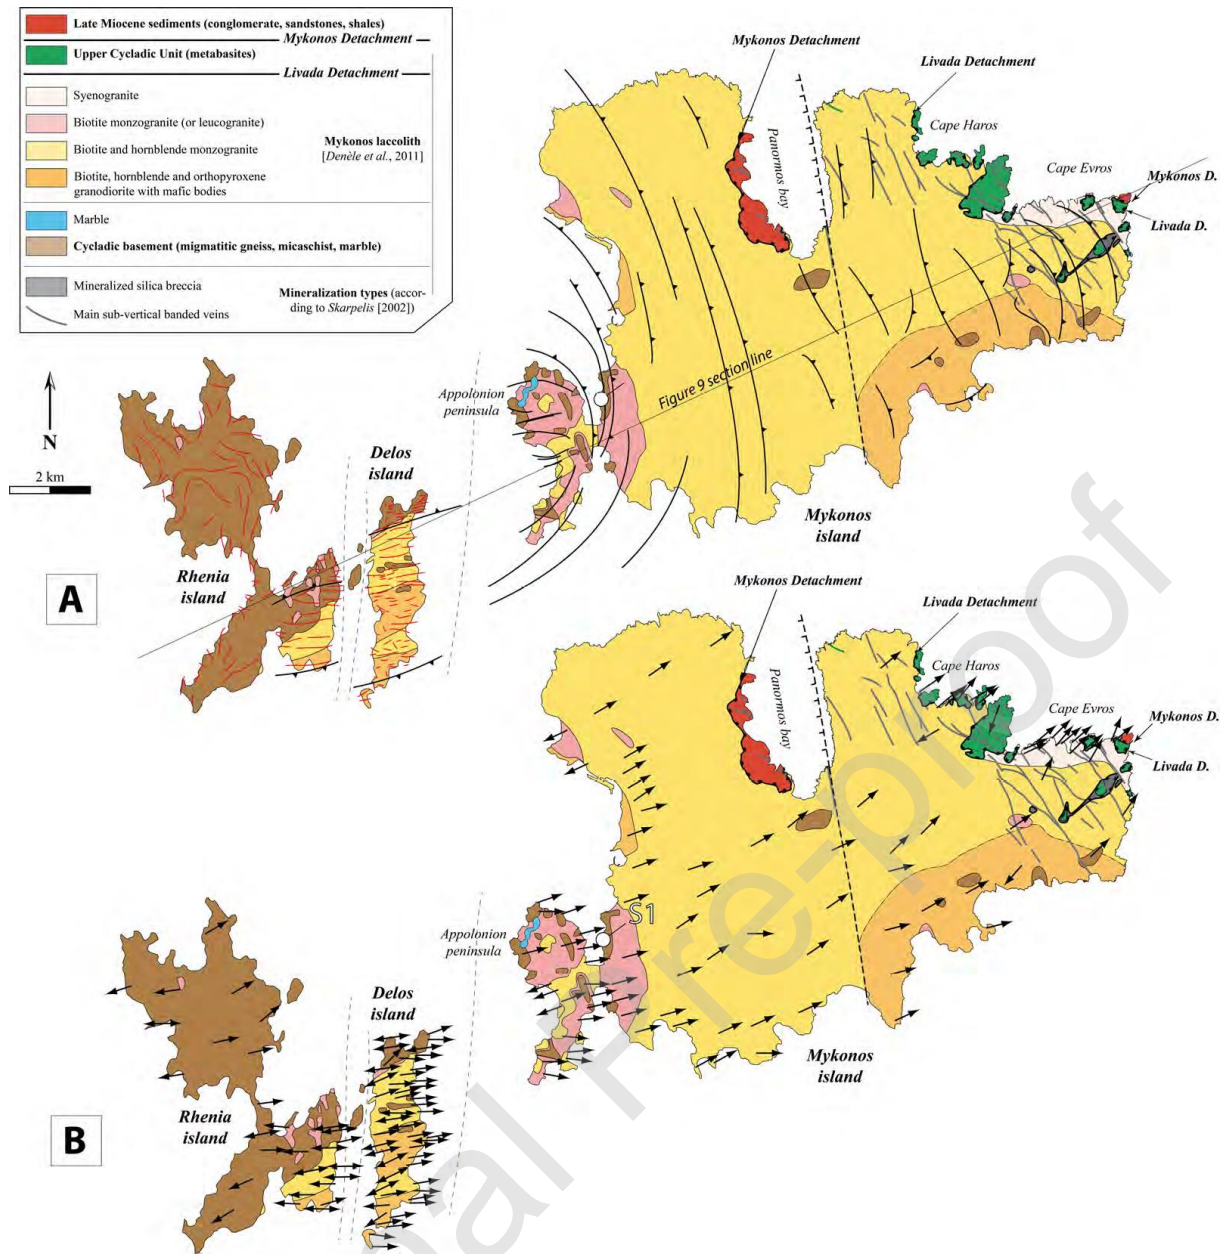 Late Miocene sediments (conglomerate, sandstones, shales)
Mykonos Detachment
Upper Cycladic Unit (metabasites)
Livada Detachment
Syenogranite
Biotite monzogranite (or leucogranite)
Biotite and hornblende monzogranite
Biotite, hornblende and orthopyroxene
granodiorite with mafic bodies
Mykonos laccolith
[Denèle et al., 2011]
Marble
Cycladic basement (migmatitic gneiss, micaschist, marble)
Mineralized silica breccia
Main sub-vertical banded veins
Mineralization types (accor-
ding to Skarpelis [2002])
Mykonos Detachment
Livada Detachment
Panormos bay
Cape Haros
Cape Evros
Mykonos D.
Livada D.
Figure 9 section line
Appolonion
peninsula
N
2 km
Delos
island
Rhenia
island
Mykonos
island
A
Mykonos Detachment
Livada Detachment
Panormos bay
Cape Haros
Cape Evros
Mykonos D.
Livada D.
S1
Appolonion
peninsula
Delos
island
Rhenia
island
Mykonos
island
B
nal Pre-proof